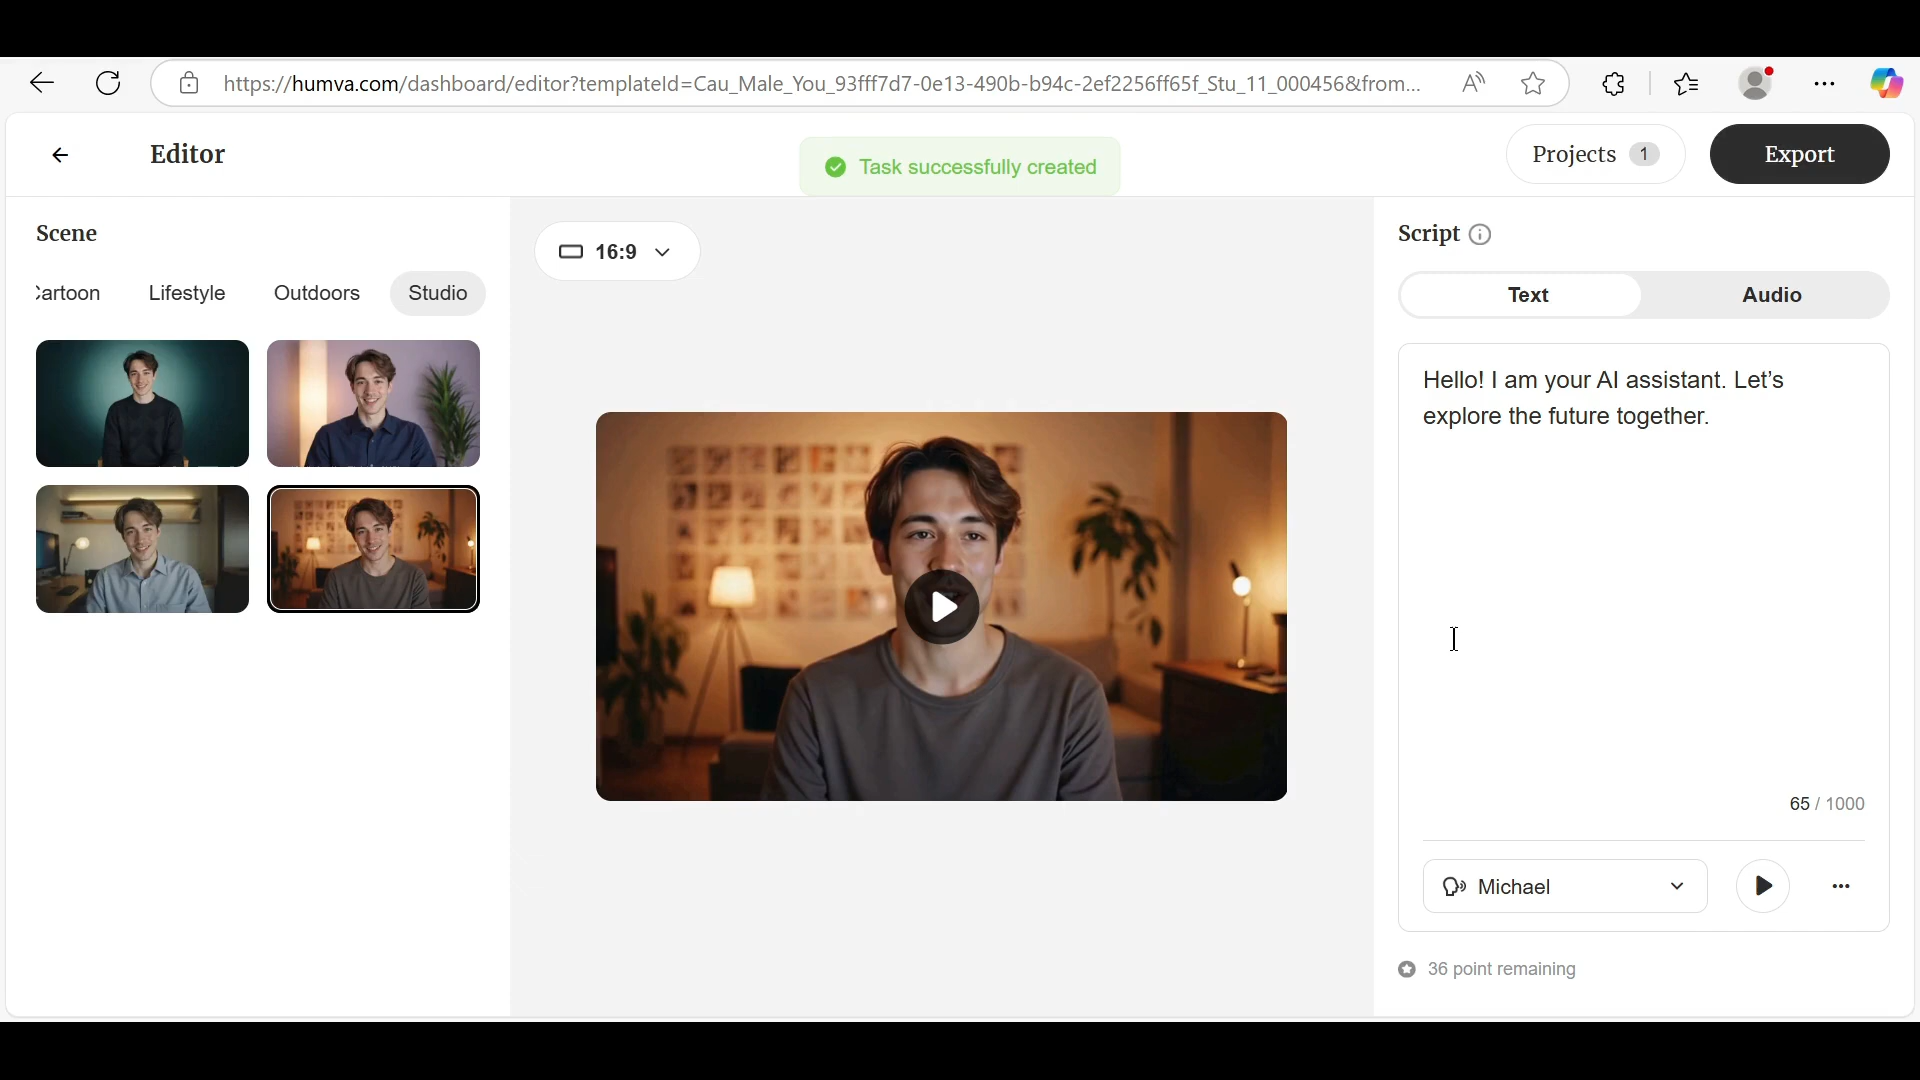 https://humva.com/dashboard/editor?templateId=Cau_Male_You_93fff7d7-0e13-490b-b94c-2ef2256ff65f_Stu_11_000456&from...
Editor
Task successfully created
Projects 1
Export
Scene
artoon
Lifestyle
Outdoors
Studio
16:9
Script
Text
Audio
Hello! I am your AI assistant. Let’s
explore the future together.
65 / 1000
Michael
36 point remaining